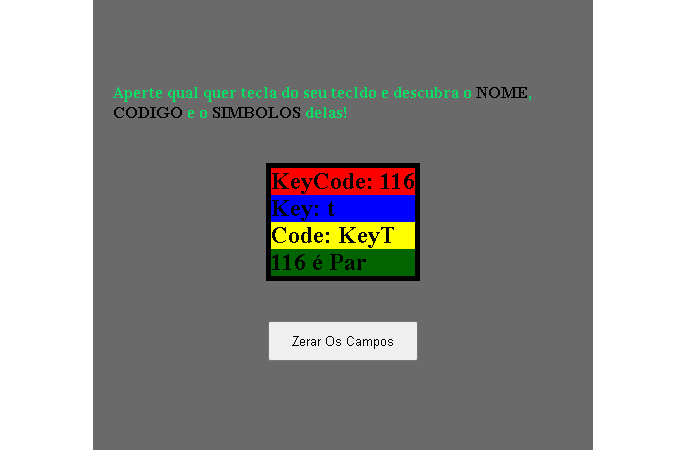 Aperte qual quer tecla do seu tecldo e descubra o NOME,
CODIGO e o SIMBOLOS delas!
KeyCode: 116
Key: t
Code: KeyT
116 é Par
Zerar Os Campos